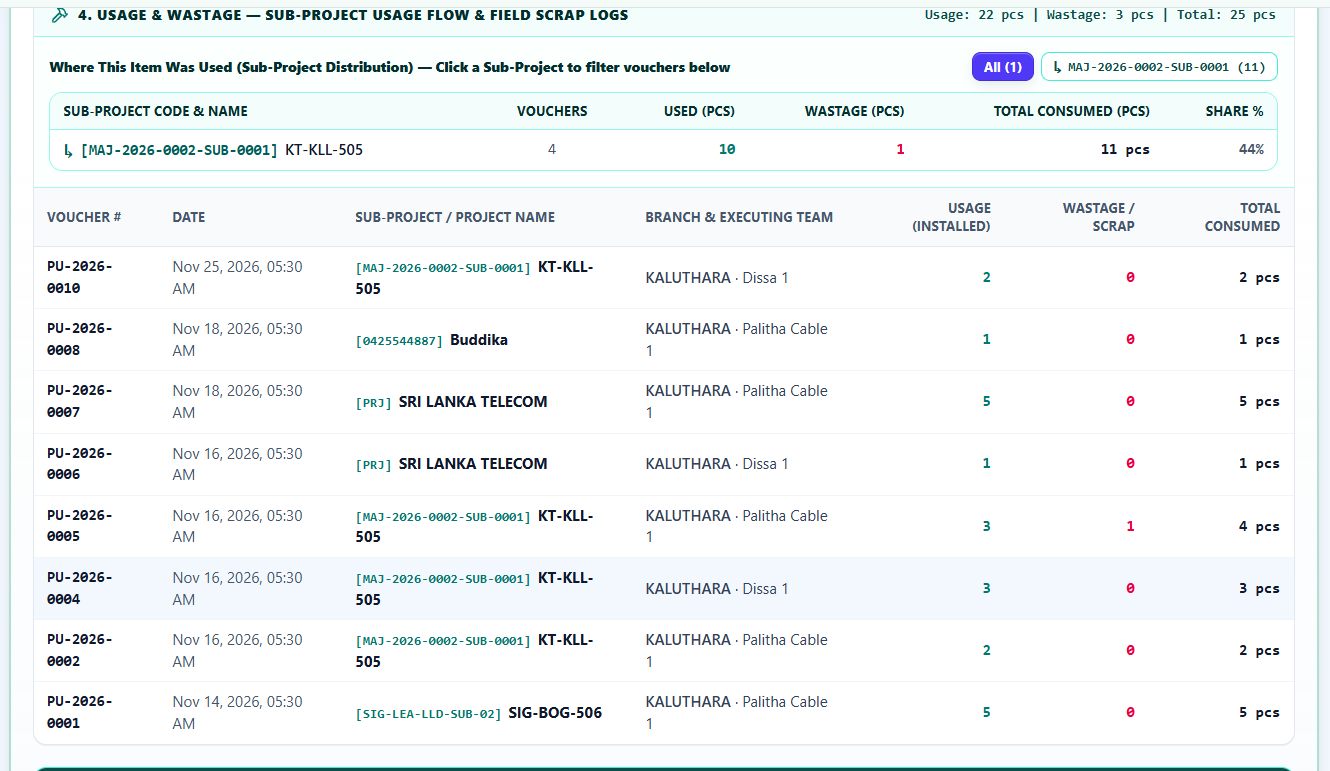 4. USAGE & WASTAGE — SUB-PROJECT USAGE FLOW & FIELD SCRAP LOGS Usage: 22 pcs | Wastage: 3 pcs | Total: 25 pcs
Where This Item Was Used (Sub-Project Distribution) — Click a Sub-Project to filter vouchers below All (1) ↳ MAJ-2026-0002-SUB-0001 (11)
SUB-PROJECT CODE & NAME VOUCHERS USED (PCS) WASTAGE (PCS) TOTAL CONSUMED (PCS) SHARE %
↳ [MAJ-2026-0002-SUB-0001] KT-KLL-505 4 10 1 11 pcs 44%
VOUCHER # DATE SUB-PROJECT / PROJECT NAME BRANCH & EXECUTING TEAM USAGE (INSTALLED) WASTAGE / SCRAP TOTAL CONSUMED
PU-2026-0010 Nov 25, 2026, 05:30 AM [MAJ-2026-0002-SUB-0001] KT-KLL-505 KALUTHARA · Dissa 1 2 0 2 pcs
PU-2026-0008 Nov 18, 2026, 05:30 AM [0425544887] Buddika KALUTHARA · Palitha Cable 1 1 0 1 pcs
PU-2026-0007 Nov 18, 2026, 05:30 AM [PRJ] SRI LANKA TELECOM KALUTHARA · Palitha Cable 1 5 0 5 pcs
PU-2026-0006 Nov 16, 2026, 05:30 AM [PRJ] SRI LANKA TELECOM KALUTHARA · Dissa 1 1 0 1 pcs
PU-2026-0005 Nov 16, 2026, 05:30 AM [MAJ-2026-0002-SUB-0001] KT-KLL-505 KALUTHARA · Palitha Cable 1 3 1 4 pcs
PU-2026-0004 Nov 16, 2026, 05:30 AM [MAJ-2026-0002-SUB-0001] KT-KLL-505 KALUTHARA · Dissa 1 3 0 3 pcs
PU-2026-0002 Nov 16, 2026, 05:30 AM [MAJ-2026-0002-SUB-0001] KT-KLL-505 KALUTHARA · Palitha Cable 1 2 0 2 pcs
PU-2026-0001 Nov 14, 2026, 05:30 AM [SIG-LEA-LLD-SUB-02] SIG-BOG-506 KALUTHARA · Palitha Cable 1 5 0 5 pcs